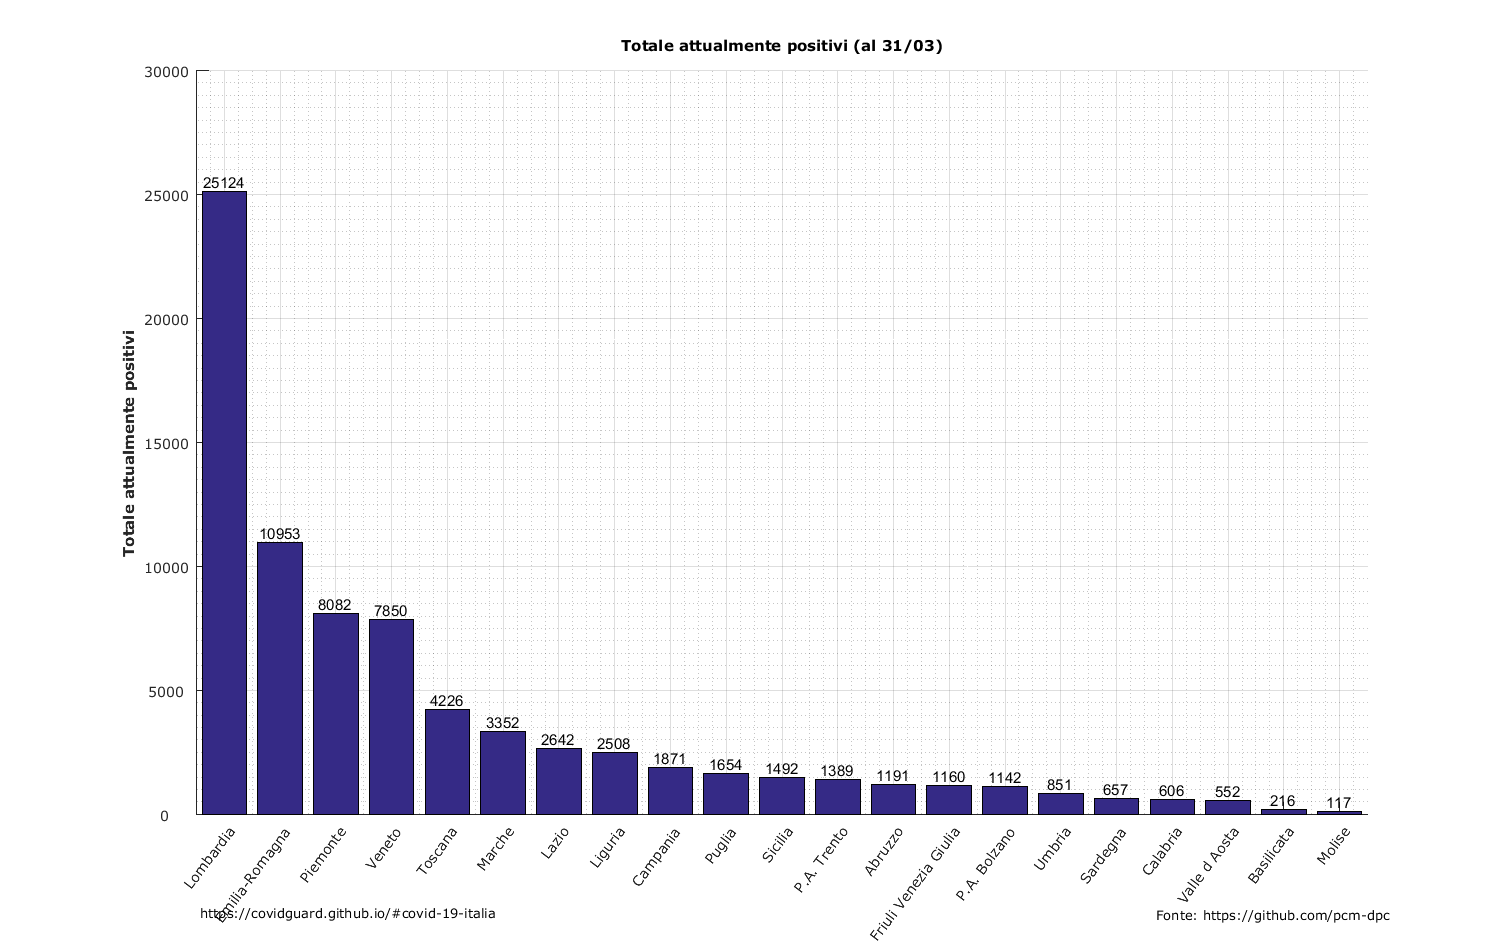 Totale attualmente positivi (al 31/03)
Totale attualmente positivi
30000
25000
20000
15000
10000
5000
0
25124
10953
8082
7850
4226
3352
2642
2508
1871
1654
1492
1389
1191
1160
1142
851
657
606
552
216
117
Lombardia
Emilia-Romagna
Piemonte
Veneto
Toscana
Marche
Lazio
Liguria
Campania
Puglia
Sicilia
P.A. Trento
Abruzzo
Friuli Venezia Giulia
P.A. Bolzano
Umbria
Sardegna
Calabria
Valle d Aosta
Basilicata
Molise
https://covidguard.github.io/#covid-19-italia
Fonte: https://github.com/pcm-dpc